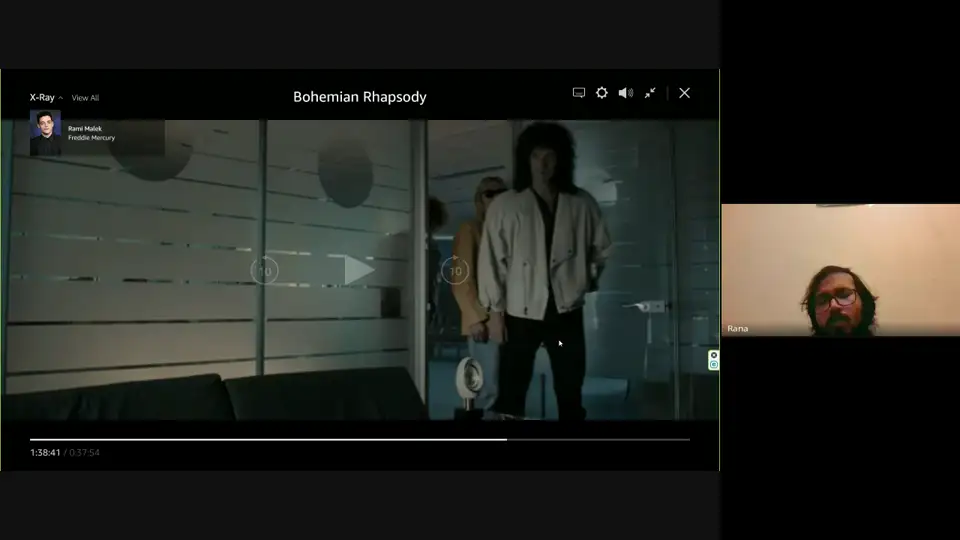 X-Ray View All
Bohemian Rhapsody
Rami Malek
Freddie Mercury
10
10
Rana
1:38:41 / 0:37:54